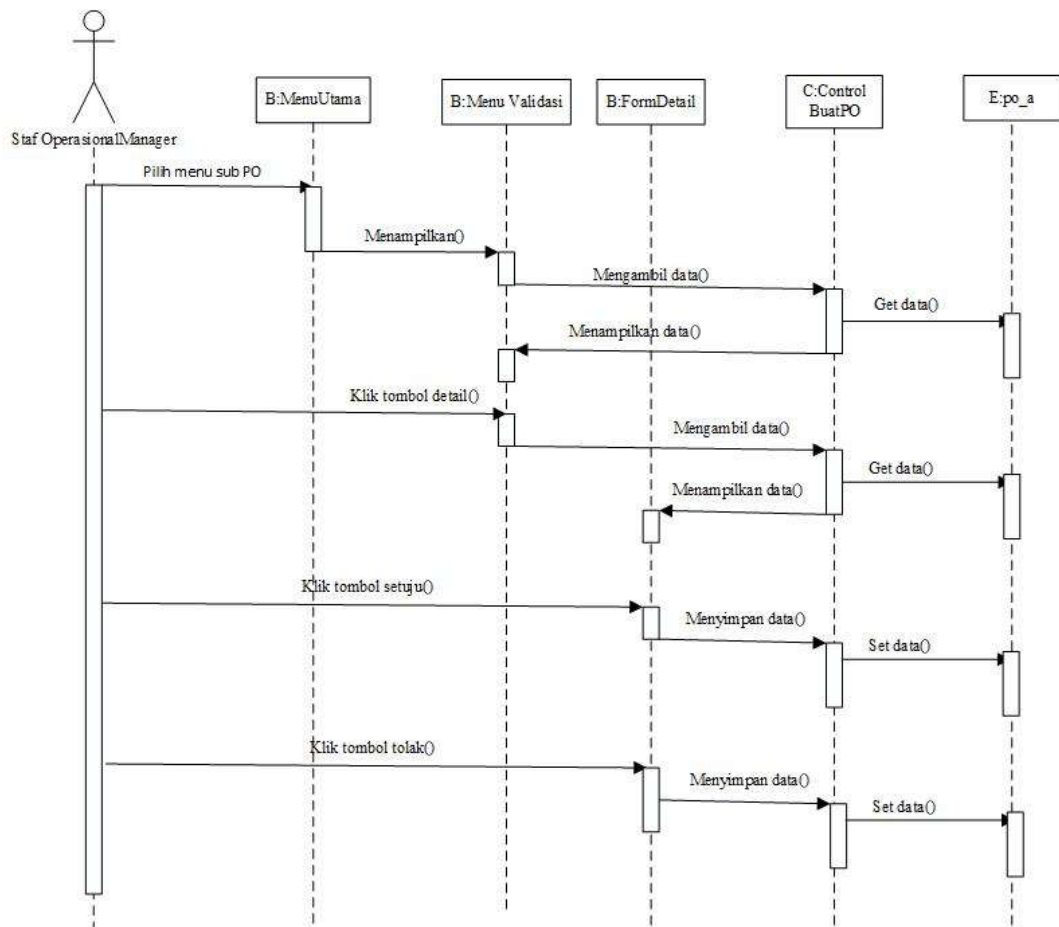 B:MenuUtama
B:Menu Validasi
B:FormDetail
C:Control
BuatPO
E:po_a
Staf OperasionalManager
Pilih menu sub PO
Menampilkan()
Mengambil data()
Get data()
Menampilkan data()
Klik tombol detail()
Mengambil data()
Get data()
Menampilkan data()
Klik tombol setuju()
Menyimpan data()
Set data()
Klik tombol tolak()
Menyimpan data()
Set data()